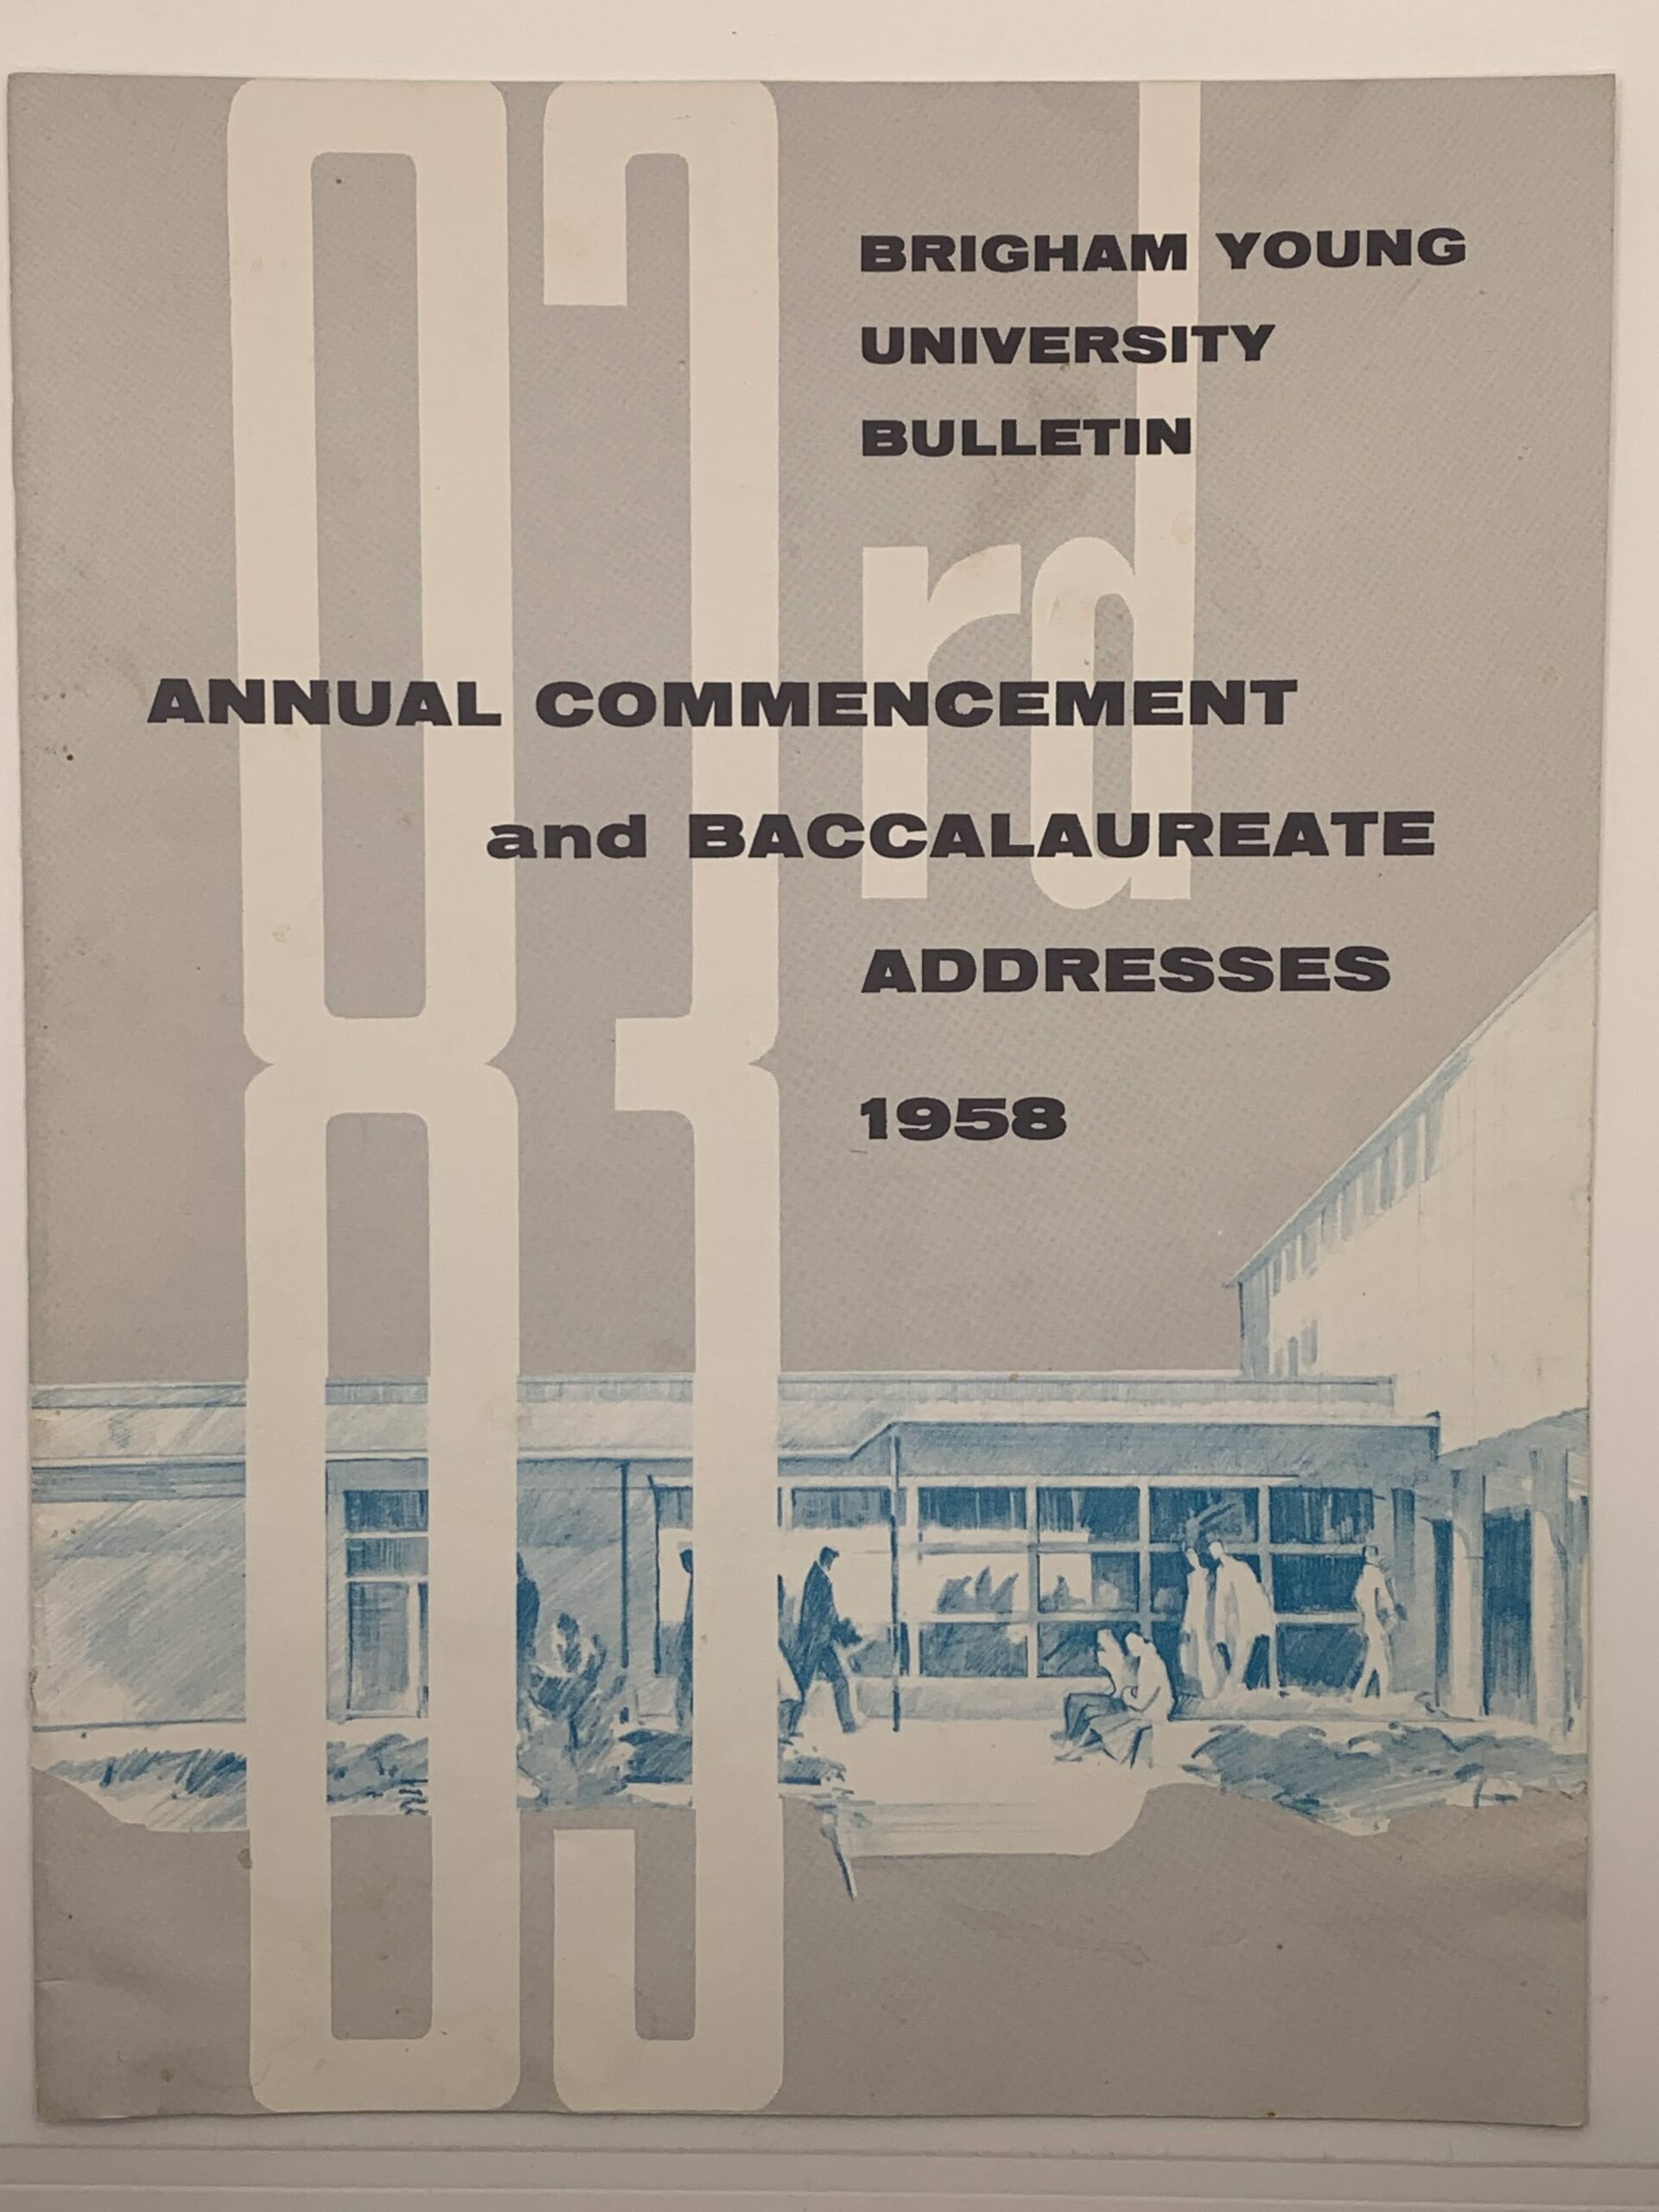 83rd
BRIGHAM YOUNG
UNIVERSITY
BULLETIN
ANNUAL COMMENCEMENT
and BACCALAUREATE
ADDRESSES
1958